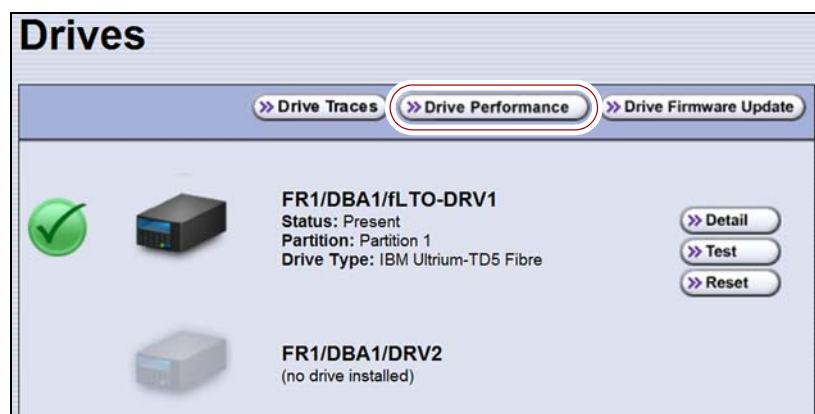 Drives
Drive Traces Drive Performance Drive Firmware Update
FR1/DBA1/fLTO-DRV1
Status: Present
Partition: Partition 1
Drive Type: IBM Ultrium-TD5 Fibre
Detail
Test
Reset
FR1/DBA1/DRV2
(no drive installed)